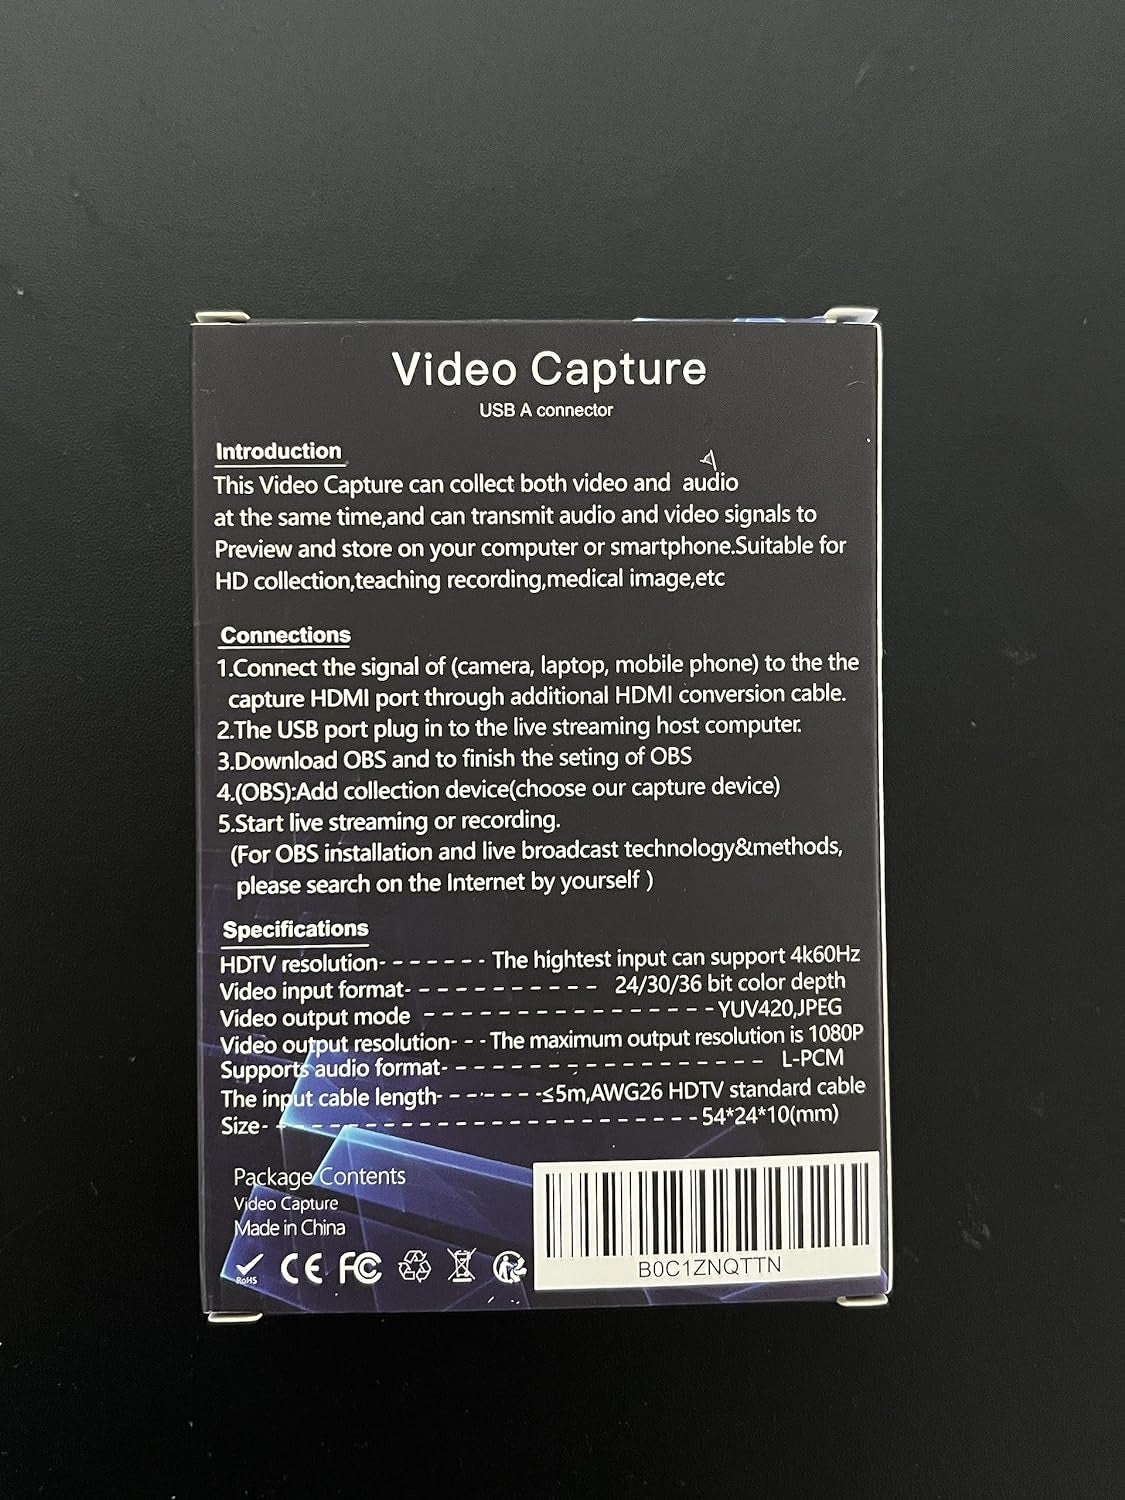 Video Capture
USB A connector
Introduction
This Video Capture can collect both video and audio
at the same time,and can transmit audio and video signals to
Preview and store on your computer or smartphone.Suitable for
HD collection,teaching recording,medical image,etc
Connections
1.Connect the signal of (camera, laptop, mobile phone) to the the
capture HDMI port through additional HDMI conversion cable.
2.The USB port plug in to the live streaming host computer.
3.Download OBS and to finish the seting of OBS
4.(OBS):Add collection device(choose our capture device)
5.Start live streaming or recording.
(For OBS installation and live broadcast technology&methods,
please search on the Internet by yourself )
Specifications
HDTV resolution- - - - - - - The hightest input can support 4k60Hz
Video input format- - - - - - - - - - - 24/30/36 bit color depth
Video output mode - - - - - - - - - - - - - - - -YUV420,JPEG
Video output resolution- - -The maximum output resolution is 1080P
Supports audio format- - - - - - - - - - - - - - - - - - L-PCM
The input cable length- - - - - - -≤5m,AWG26 HDTV standard cable
Size- - - - - - - - - - - - - - - - - - - - - - - - -54*24*10(mm)
Package Contents
Video Capture
Made in China
RoHS CE FC
B0C1ZNQTTN